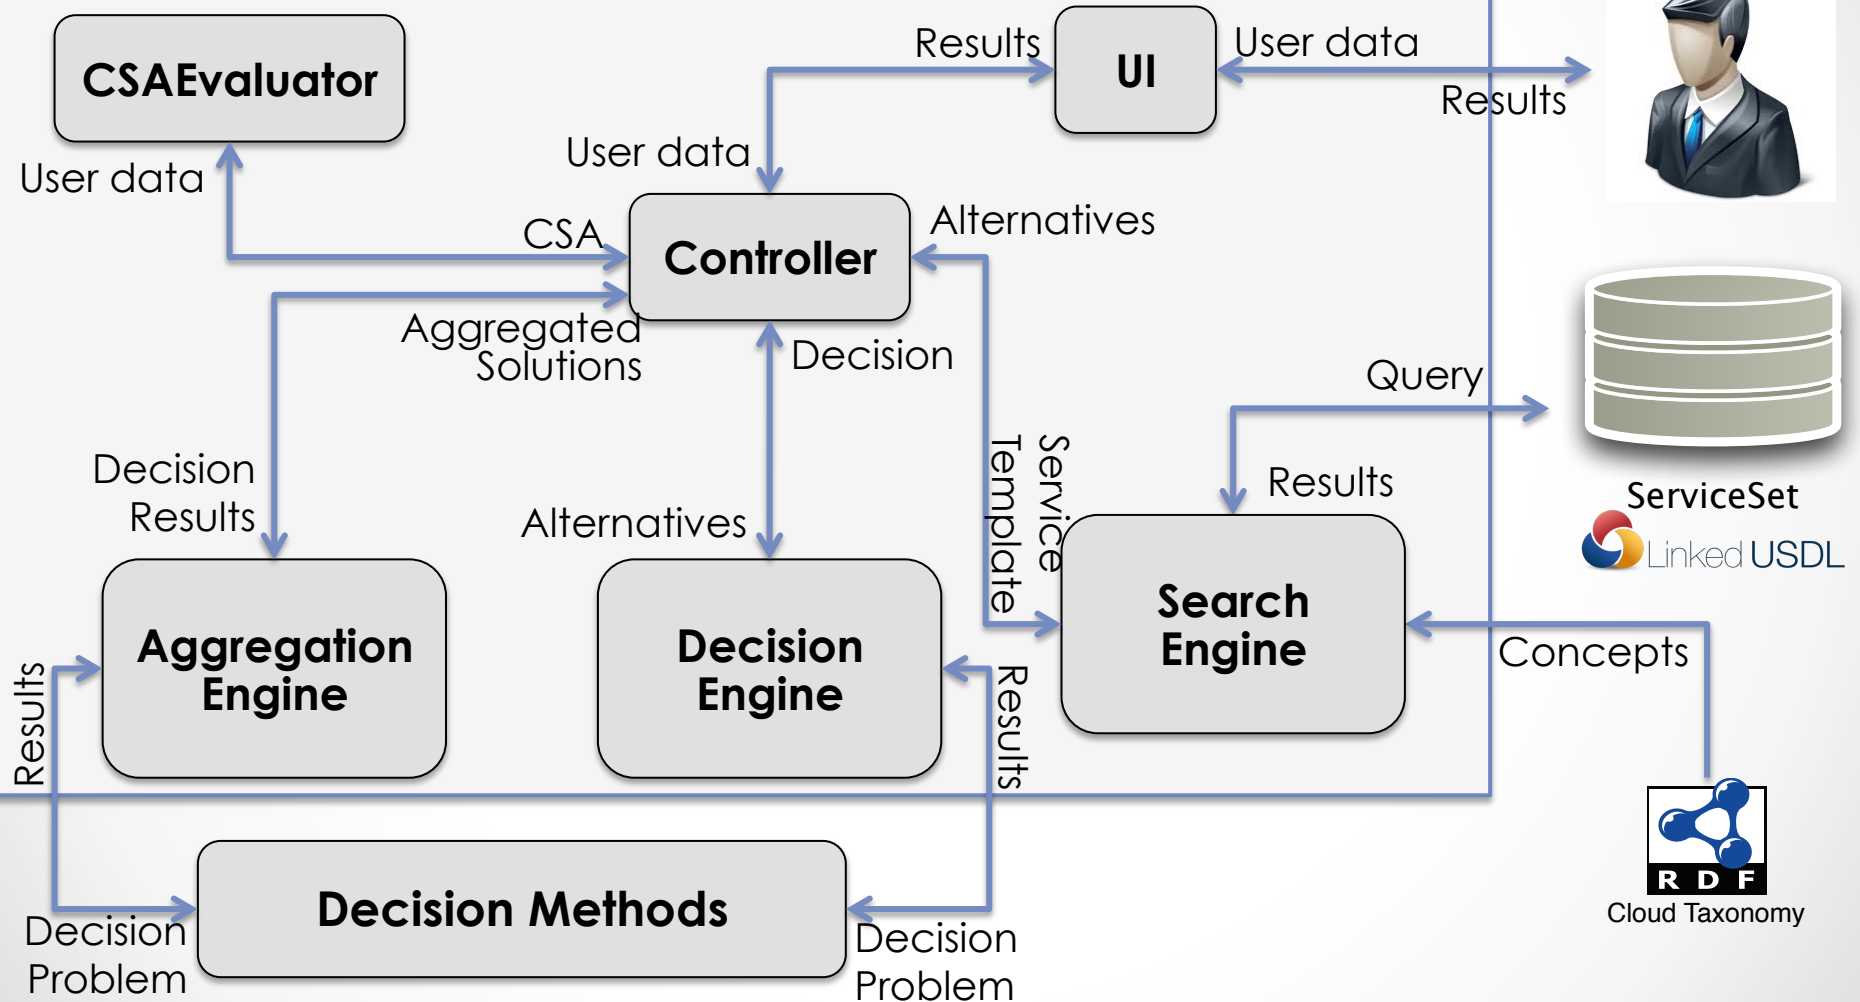 CSAEvaluator
Results
UI
User data
Results
User data
User data
CSA
Controller
Alternatives
Aggregated
Solutions
Decision
Query
Decision
Results
Alternatives
Service
Template
Results
ServiceSet
Linked USDL
Aggregation
Engine
Decision
Engine
Search
Engine
Concepts
Results
Results
Decision Methods
Decision
Problem
Decision
Problem
RDF
Cloud Taxonomy